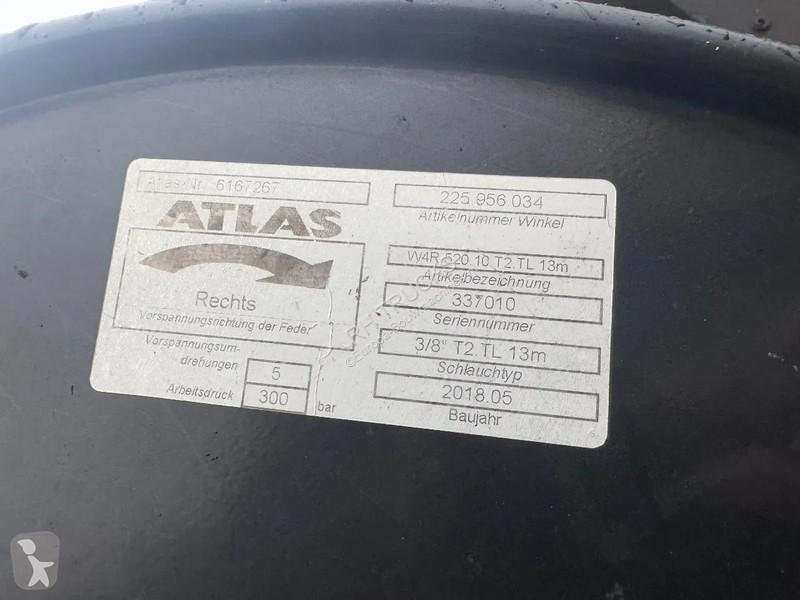 Atlas-Nr. 6167267
ATLAS
Rechts
Vorspannungsrichtung der Feder
Vorspannungsum-
drehungen 5
Arbeitsdruck 300 bar
225.956.034
Artikelnummer Winkel
W4R 520.10 T2 TL 13m
Artikelbezeichnung
337010
Seriennummer
3/8" T2 TL 13m
Schlauchtyp
2018.05
Baujahr